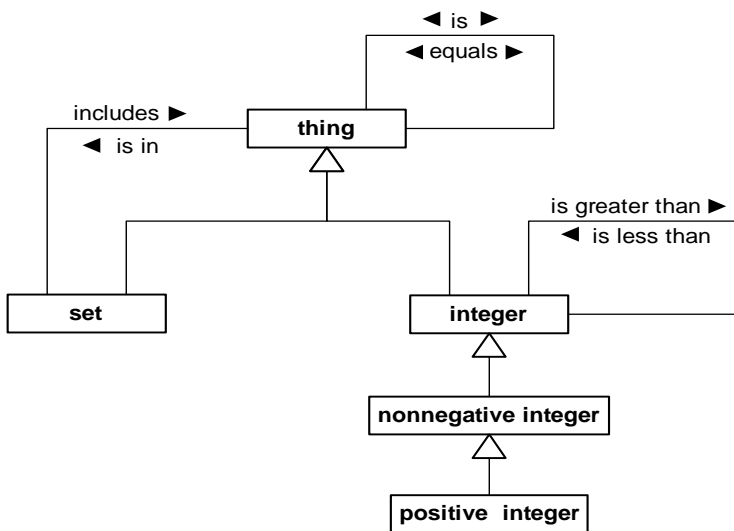 ◄ is ►
◄ equals ►
includes ►
thing
◄ is in
is greater than ►
◄ is less than
set
integer
nonnegative integer
positive integer